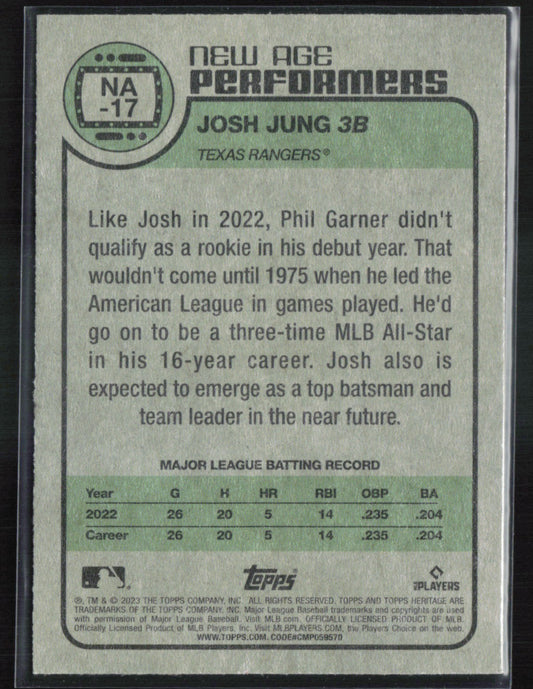 NA
-17
NEW AGE
PERFORMERS
JOSH JUNG 3B
TEXAS RANGERS®
Like Josh in 2022, Phil Garner didn't
qualify as a rookie in his debut year. That
wouldn't come until 1975 when he led the
American League in games played. He'd
go on to be a three-time MLB All-Star
in his 16-year career. Josh also is
expected to emerge as a top batsman and
team leader in the near future.
MAJOR LEAGUE BATTING RECORD
Year G H HR RBI OBP BA
2022 26 20 5 14 .235 .204
Career 26 20 5 14 .235 .204
Topps
PLAYERS
®, TM & © 2023 THE TOPPS COMPANY, INC. ALL RIGHTS RESERVED. TOPPS AND TOPPS HERITAGE ARE
TRADEMARKS OF THE TOPPS COMPANY, INC. Major League Baseball trademarks and copyrights are used
with permission of Major League Baseball. Visit MLB.com. OFFICIALLY LICENSED PRODUCT OF MLB.
Officially Licensed Product of MLB Players, Inc. Visit MLBPLAYERS.COM, the Players Choice on the web.
WWW.TOPPS.COM. CODE#CMP059570